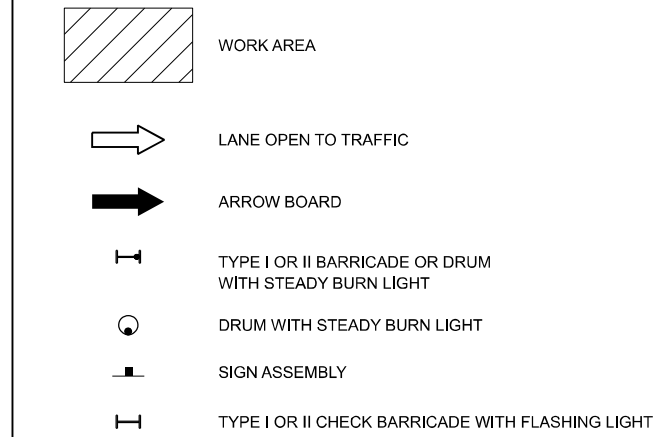 WORK AREA
LANE OPEN TO TRAFFIC
ARROW BOARD
TYPE I OR II BARRICADE OR DRUM
WITH STEADY BURN LIGHT
DRUM WITH STEADY BURN LIGHT
SIGN ASSEMBLY
TYPE I OR II CHECK BARRICADE WITH FLASHING LIGHT